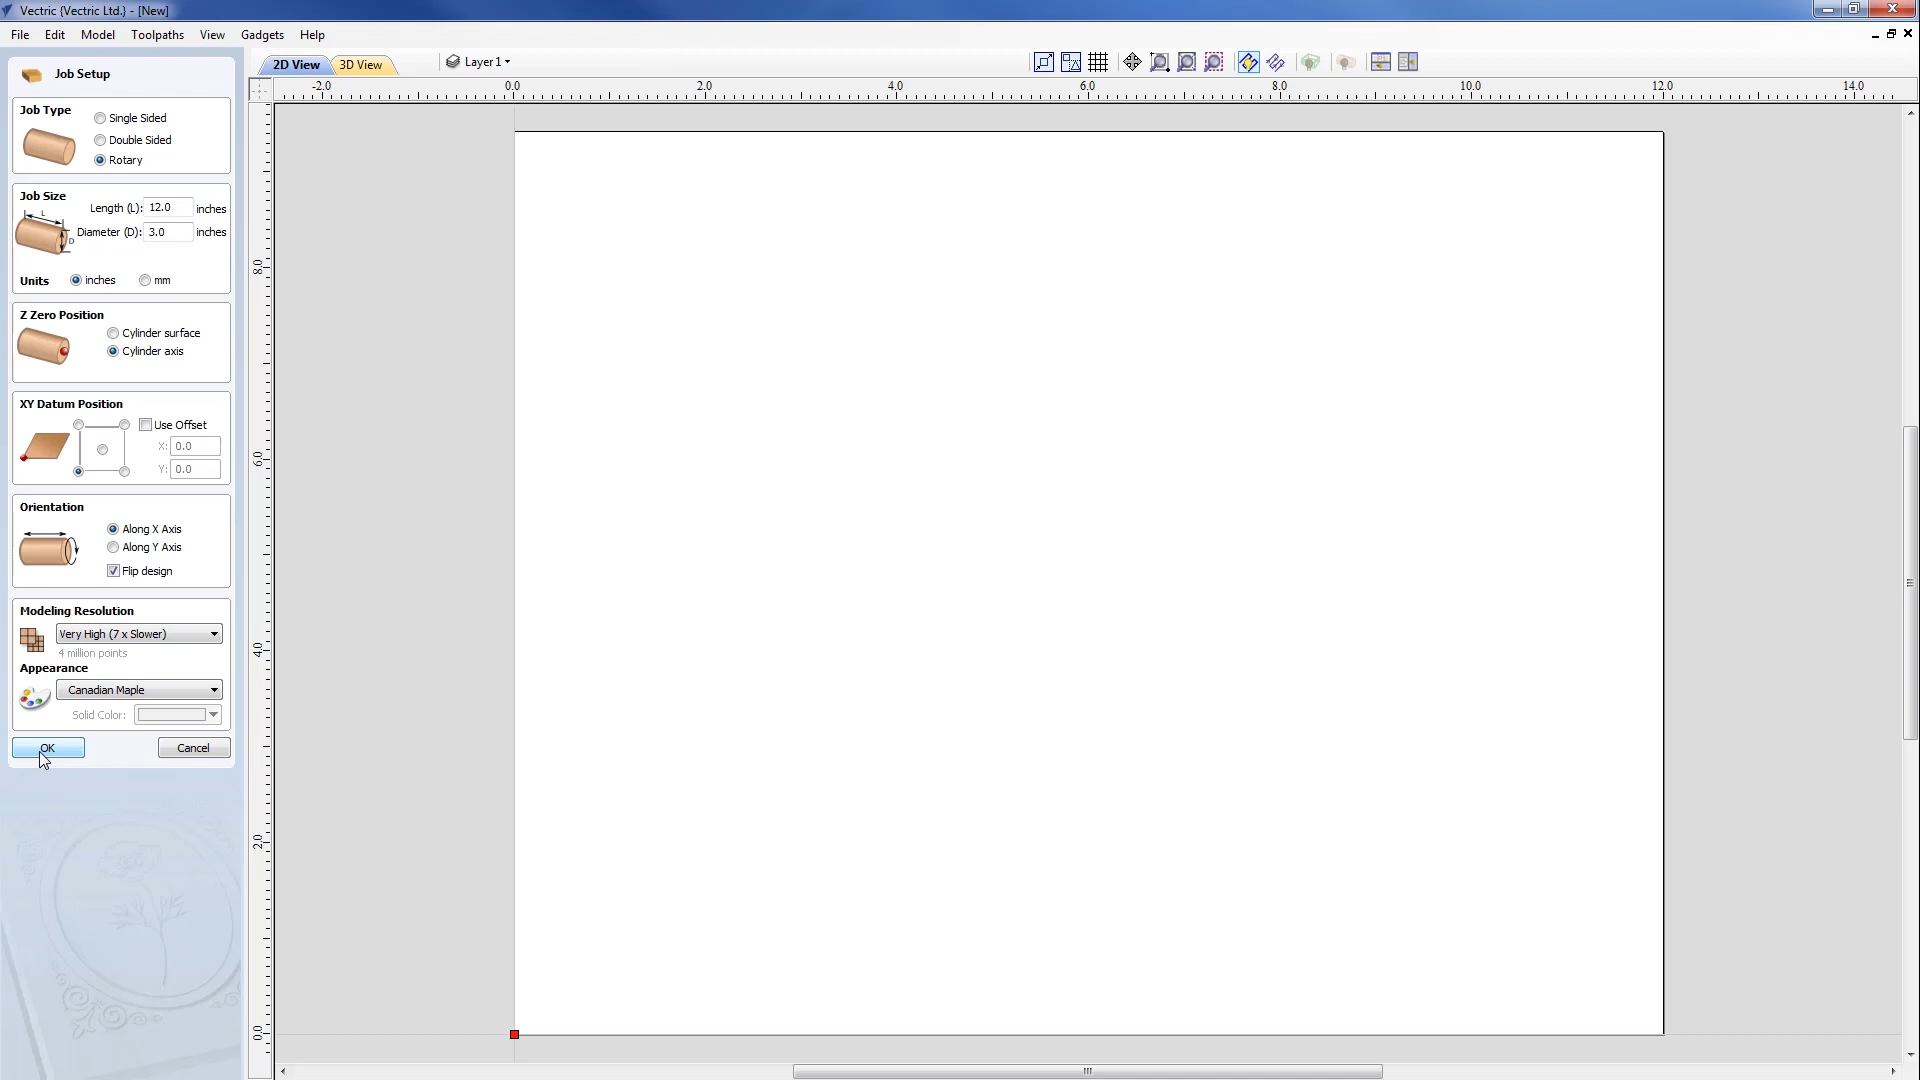 Vectric {Vectric Ltd.} - [New]
File Edit Model Toolpaths View Gadgets Help
Job Setup
2D View 3D View Layer 1
-2.0 0.0 2.0 4.0 6.0 8.0 10.0 12.0 14.0
Job Type
Single Sided
Double Sided
Rotary
Job Size
L
Length (L): 12.0 inches
D
Diameter (D): 3.0 inches
Units inches mm
Z Zero Position
Cylinder surface
Cylinder axis
XY Datum Position
Use Offset
X: 0.0
Y: 0.0
Orientation
Along X Axis
Along Y Axis
Flip design
Modeling Resolution
Very High (7 x Slower)
4 million points
Appearance
Canadian Maple
Solid Color:
OK Cancel
8.0
6.0
4.0
2.0
0.0